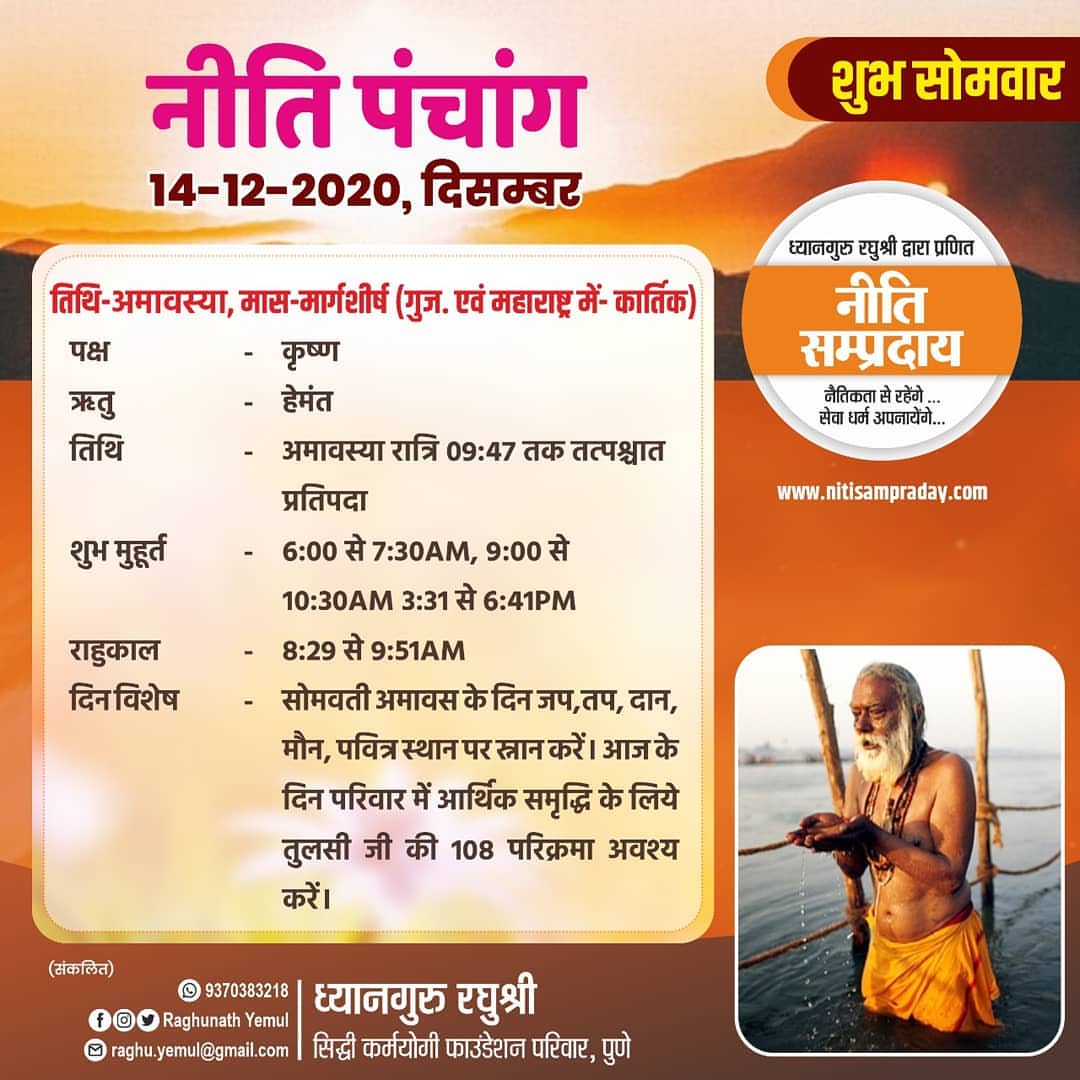 नीति पंचांग
14-12-2020, दिसम्बर
शुभ सोमवार
ध्यानगुरु रघुश्री द्वारा प्रणित
नीति
सम्प्रदाय
नैतिकता से रहेंगे ...
सेवा धर्म अपनायेंगे...
www.nitisampraday.com
तिथि-अमावस्या, मास-मार्गशीर्ष (गुज. एवं महाराष्ट्र में- कार्तिक)
पक्ष - कृष्ण
ऋतु - हेमंत
तिथि - अमावस्या रात्रि 09:47 तक तत्पश्चात
प्रतिपदा
शुभ मुहूर्त - 6:00 से 7:30AM, 9:00 से
10:30AM 3:31 से 6:41PM
राहुकाल - 8:29 से 9:51AM
दिन विशेष - सोमवती अमावस के दिन जप,तप, दान,
मौन, पवित्र स्थान पर स्नान करें। आज के
दिन परिवार में आर्थिक समृद्धि के लिये
तुलसी जी की 108 परिक्रमा अवश्य
करें।
(संकलित)
9370383218
Raghunath Yemul
raghu.yemul@gmail.com
ध्यानगुरु रघुश्री
सिद्धी कर्मयोगी फाउंडेशन परिवार, पुणे